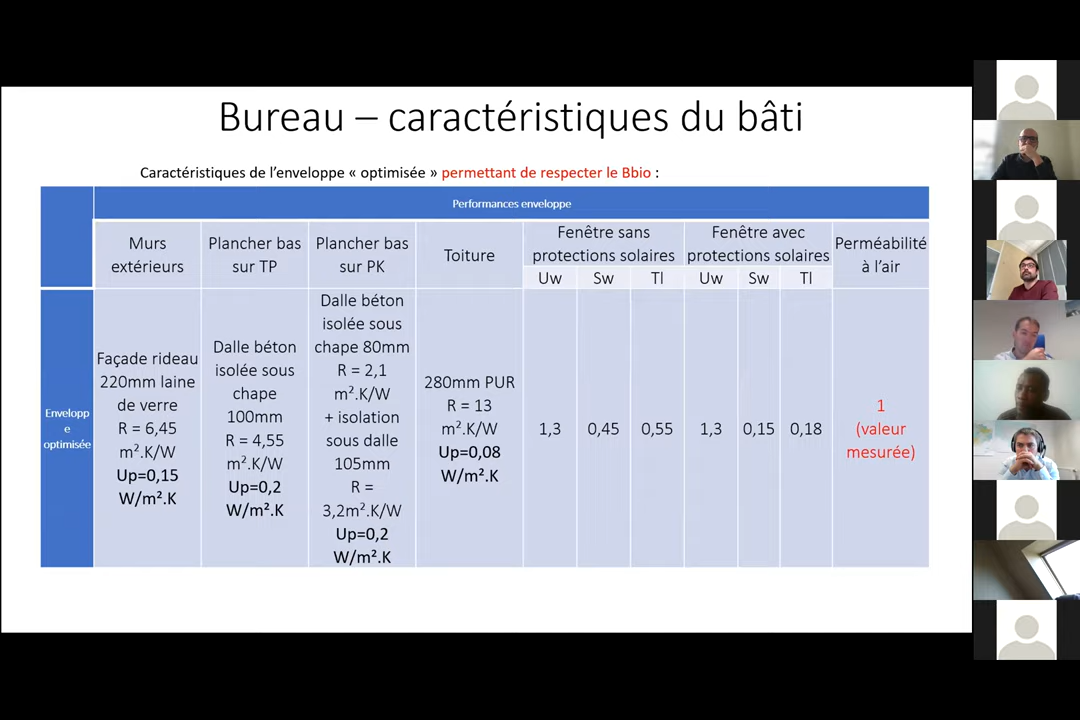 Bureau – caractéristiques du bâti
Caractéristiques de l'enveloppe « optimisée » permettant de respecter le Bbio :
Performances enveloppe
Murs
extérieurs
Plancher bas
sur TP
Plancher bas
sur PK
Toiture
Fenêtre sans
protections solaires
Fenêtre avec
protections solaires
Perméabilité
à l'air
Uw
Sw
Tl
Uw
Sw
Tl
Envelopp
e
optimisée
Façade rideau
220mm laine
de verre
R = 6,45
m².K/W
Up=0,15
W/m².K
Dalle béton
isolée sous
chape
100mm
R = 4,55
m².K/W
Up=0,2
W/m².K
Dalle béton
isolée sous
chape 80mm
R = 2,1
m².K/W
+ isolation
sous dalle
105mm
R =
3,2m².K/W
Up=0,2
W/m².K
280mm PUR
R = 13
m².K/W
Up=0,08
W/m².K
1,3
0,45
0,55
1,3
0,15
0,18
1
(valeur
mesurée)